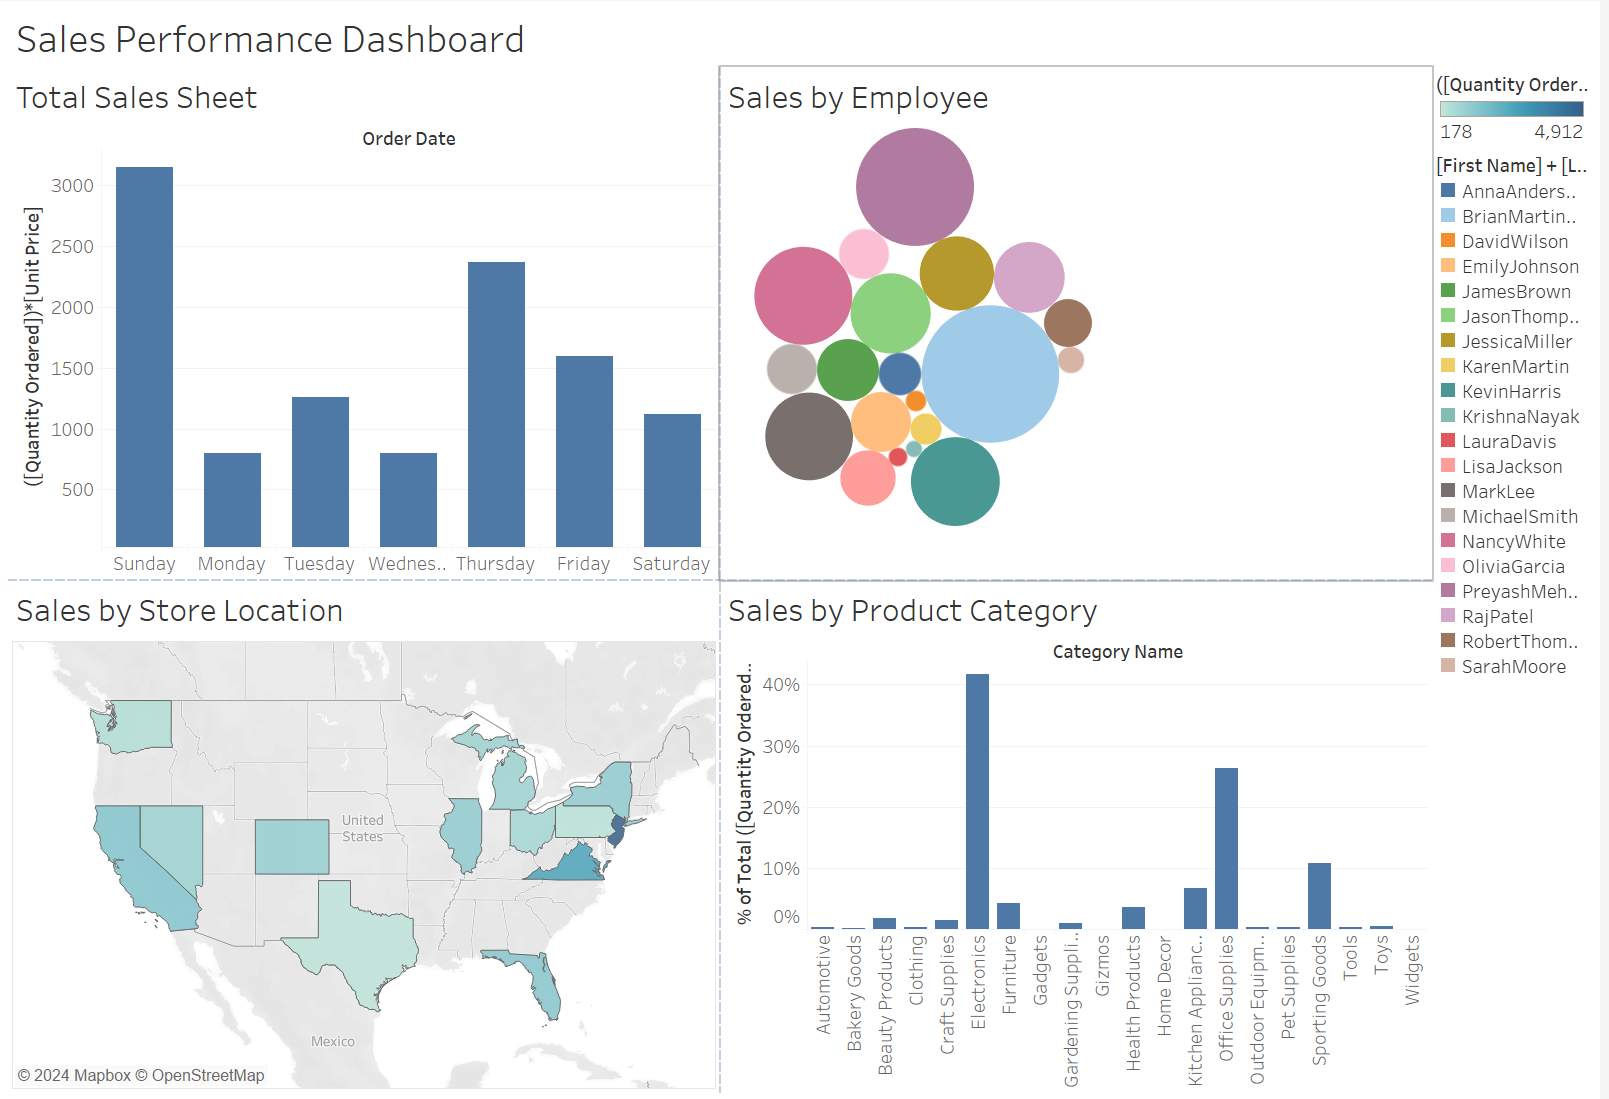 Sales Performance Dashboard
Total Sales Sheet
Order Date
([Quantity Ordered])*[Unit Price]
3000
2500
2000
1500
1000
500
Sunday Monday Tuesday Wednes.. Thursday Friday Saturday
Sales by Employee
([Quantity Order..
178 4,912
[First Name] + [L..
AnnaAnders..
BrianMartin..
DavidWilson
EmilyJohnson
JamesBrown
JasonThomp..
JessicaMiller
KarenMartin
KevinHarris
KrishnaNayak
LauraDavis
LisaJackson
MarkLee
MichaelSmith
NancyWhite
OliviaGarcia
PreyashMeh..
RajPatel
RobertThom..
SarahMoore
Sales by Store Location
United
States
Mexico
© 2024 Mapbox © OpenStreetMap
Sales by Product Category
Category Name
% of Total ([Quantity Ordered..
40%
30%
20%
10%
0%
Automotive
Bakery Goods
Beauty Products
Clothing
Craft Supplies
Electronics
Furniture
Gadgets
Gardening Suppli..
Gizmos
Health Products
Home Decor
Kitchen Applianc..
Office Supplies
Outdoor Equipm..
Pet Supplies
Sporting Goods
Tools
Toys
Widgets